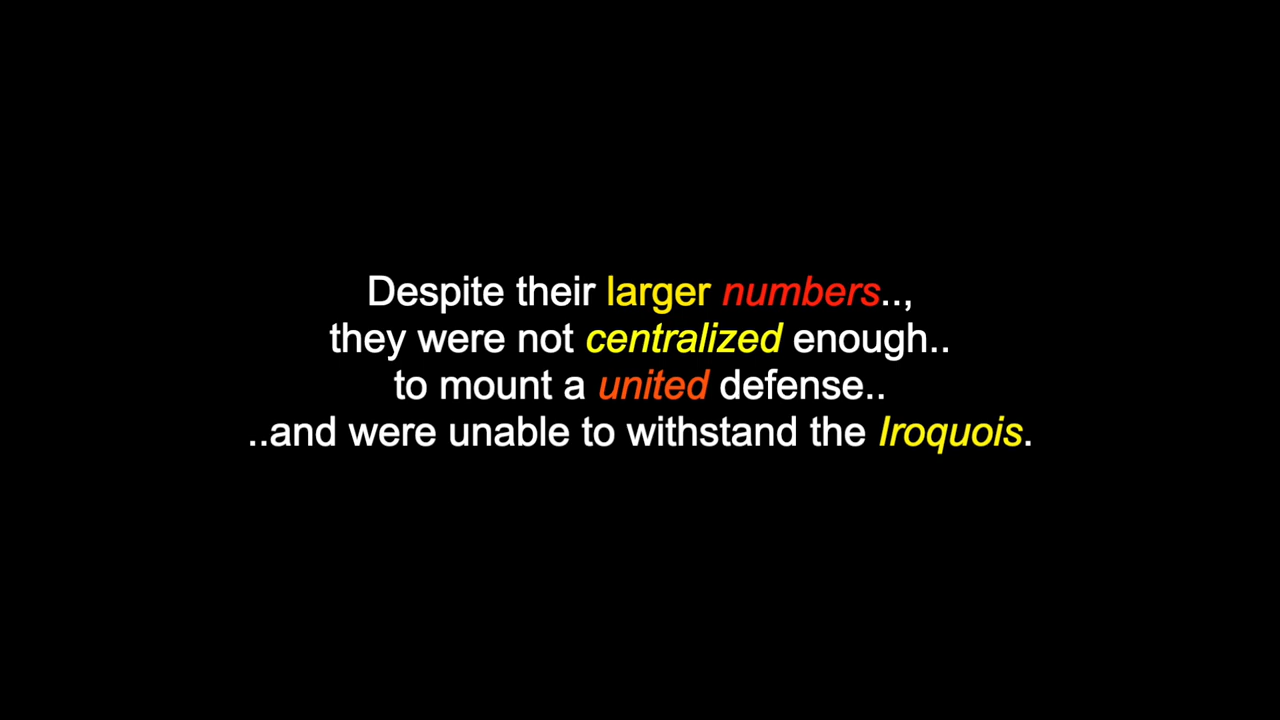 Despite their larger numbers..,
they were not centralized enough..
to mount a united defense..
..and were unable to withstand the Iroquois.